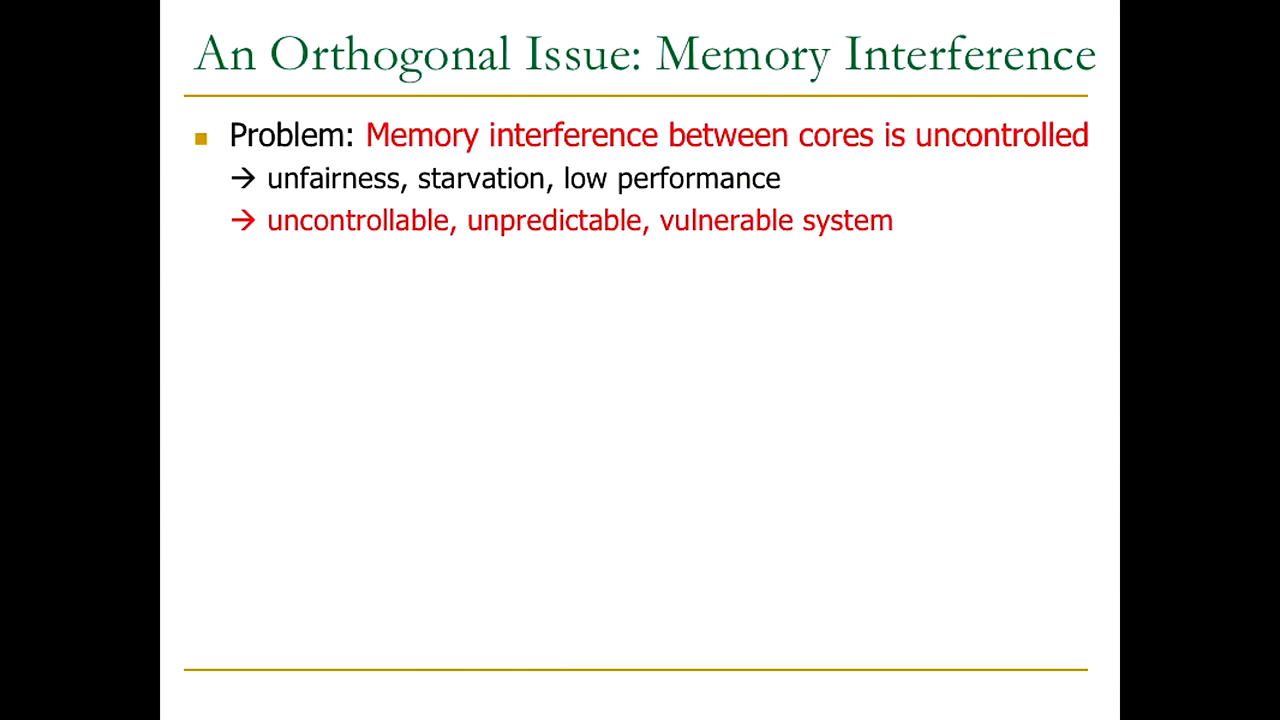 An Orthogonal Issue: Memory Interference
Problem: Memory interference between cores is uncontrolled
→ unfairness, starvation, low performance
→ uncontrollable, unpredictable, vulnerable system